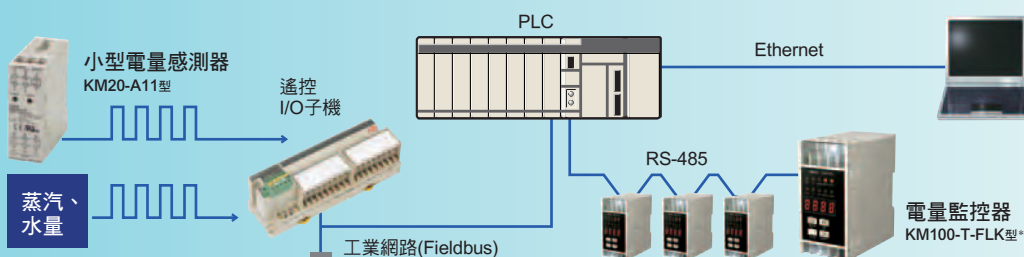 PLC
Ethernet
小型電量感測器
KM20-A11型
遙控
I/O子機
RS-485
蒸汽、
水量
電量監控器
KM100-T-FLK型*
工業網路(Fieldbus)